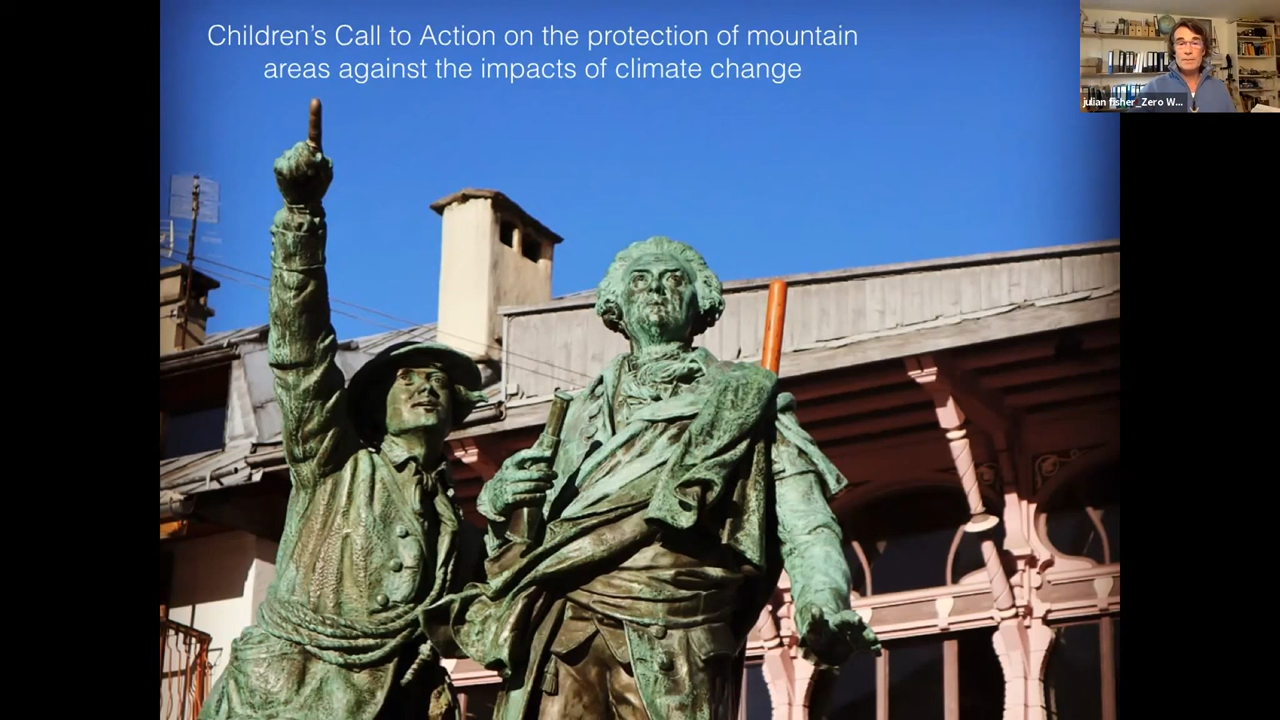 Children's Call to Action on the protection of mountain
areas against the impacts of climate change
julian fisher_Zero W...